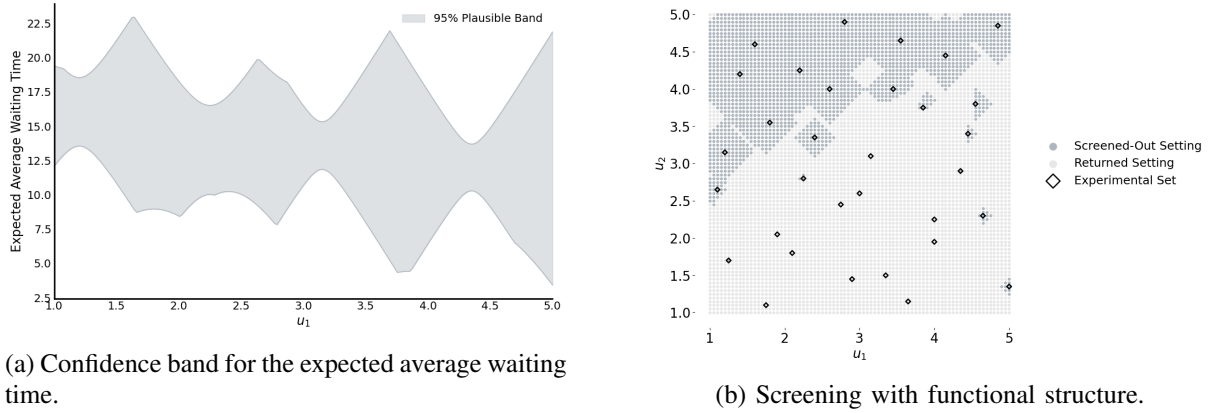 22.5
20.0
17.5
15.0
12.5
10.0
7.5
5.0
2.5
Expected Average Waiting Time
95% Plausible Band
1.0 1.5 2.0 2.5 3.0 3.5 4.0 4.5 5.0
u₁
(a) Confidence band for the expected average waiting
time.
5.0
4.5
4.0
3.5
3.0
2.5
2.0
1.5
1.0
u₂
1 2 3 4 5
u₁
Screened-Out Setting
Returned Setting
Experimental Set
(b) Screening with functional structure.